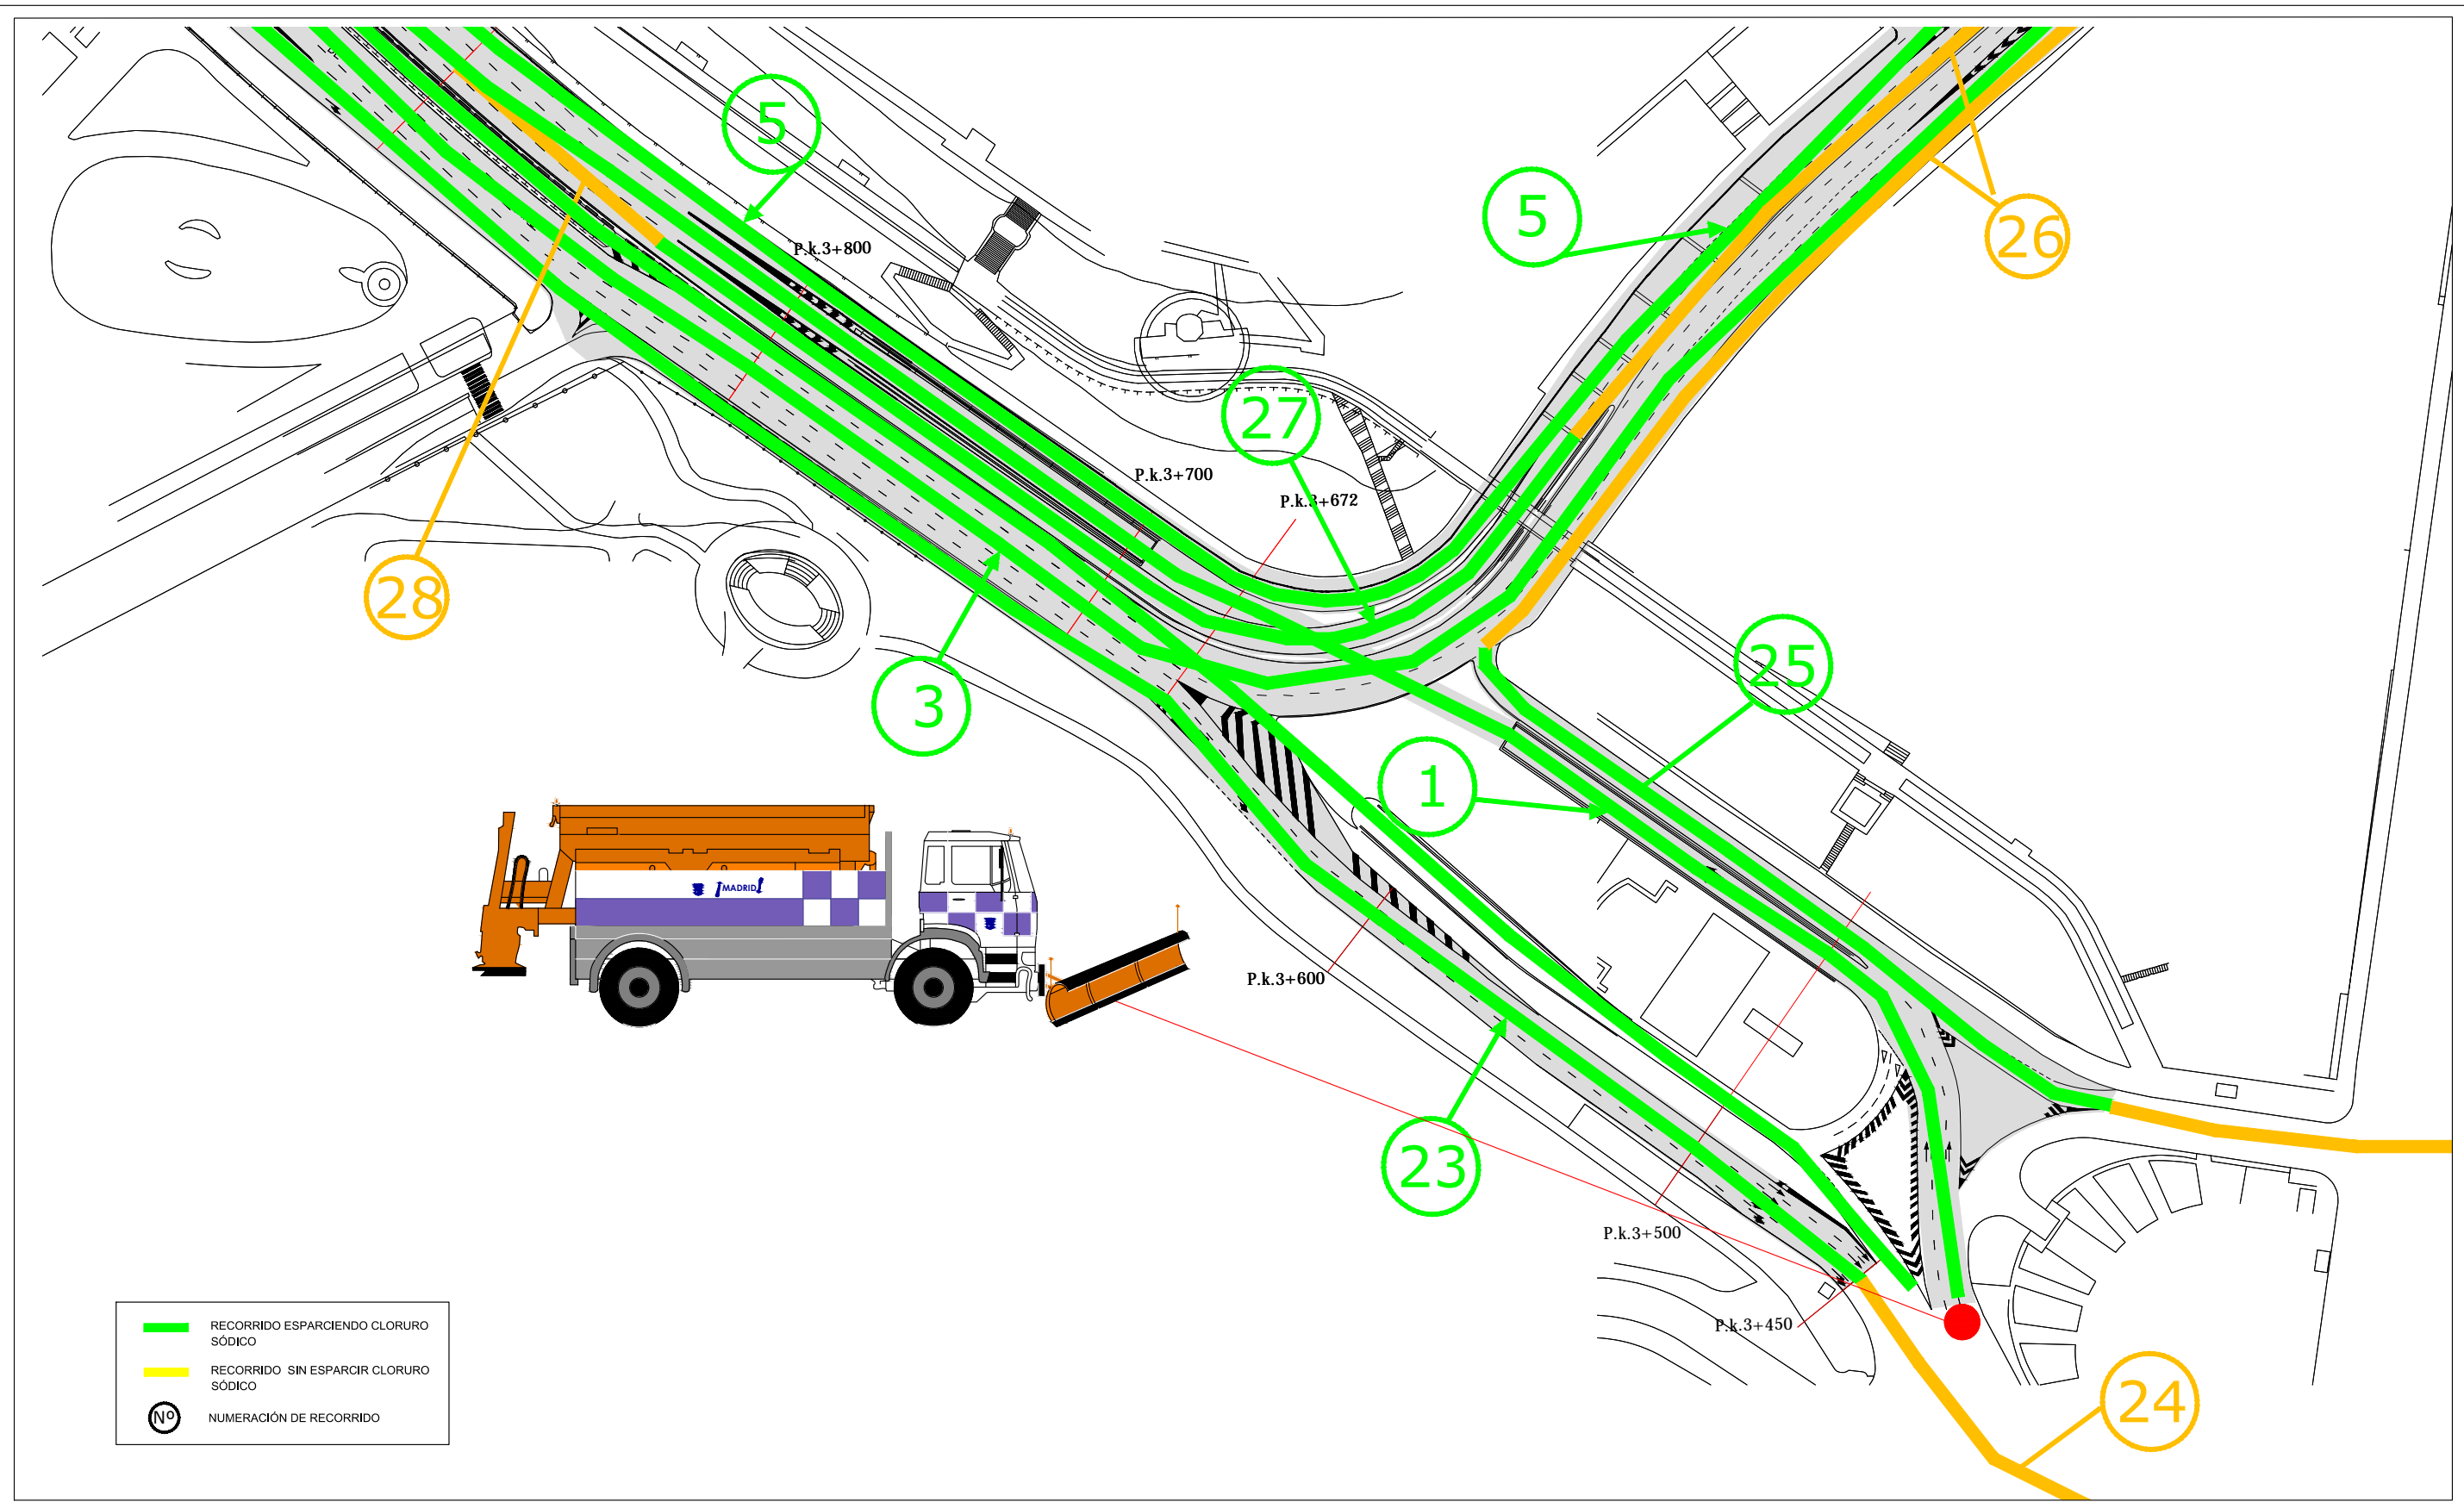 5
5
26
P.k.3+800
27
P.k.3+700
P.k.3+672
28
25
3
1
¡MADRID!
P.k.3+600
23
P.k.3+500
P.k.3+450
24
RECORRIDO ESPARCIENDO CLORURO
SÓDICO
RECORRIDO SIN ESPARCIR CLORURO
SÓDICO
Nº NUMERACIÓN DE RECORRIDO